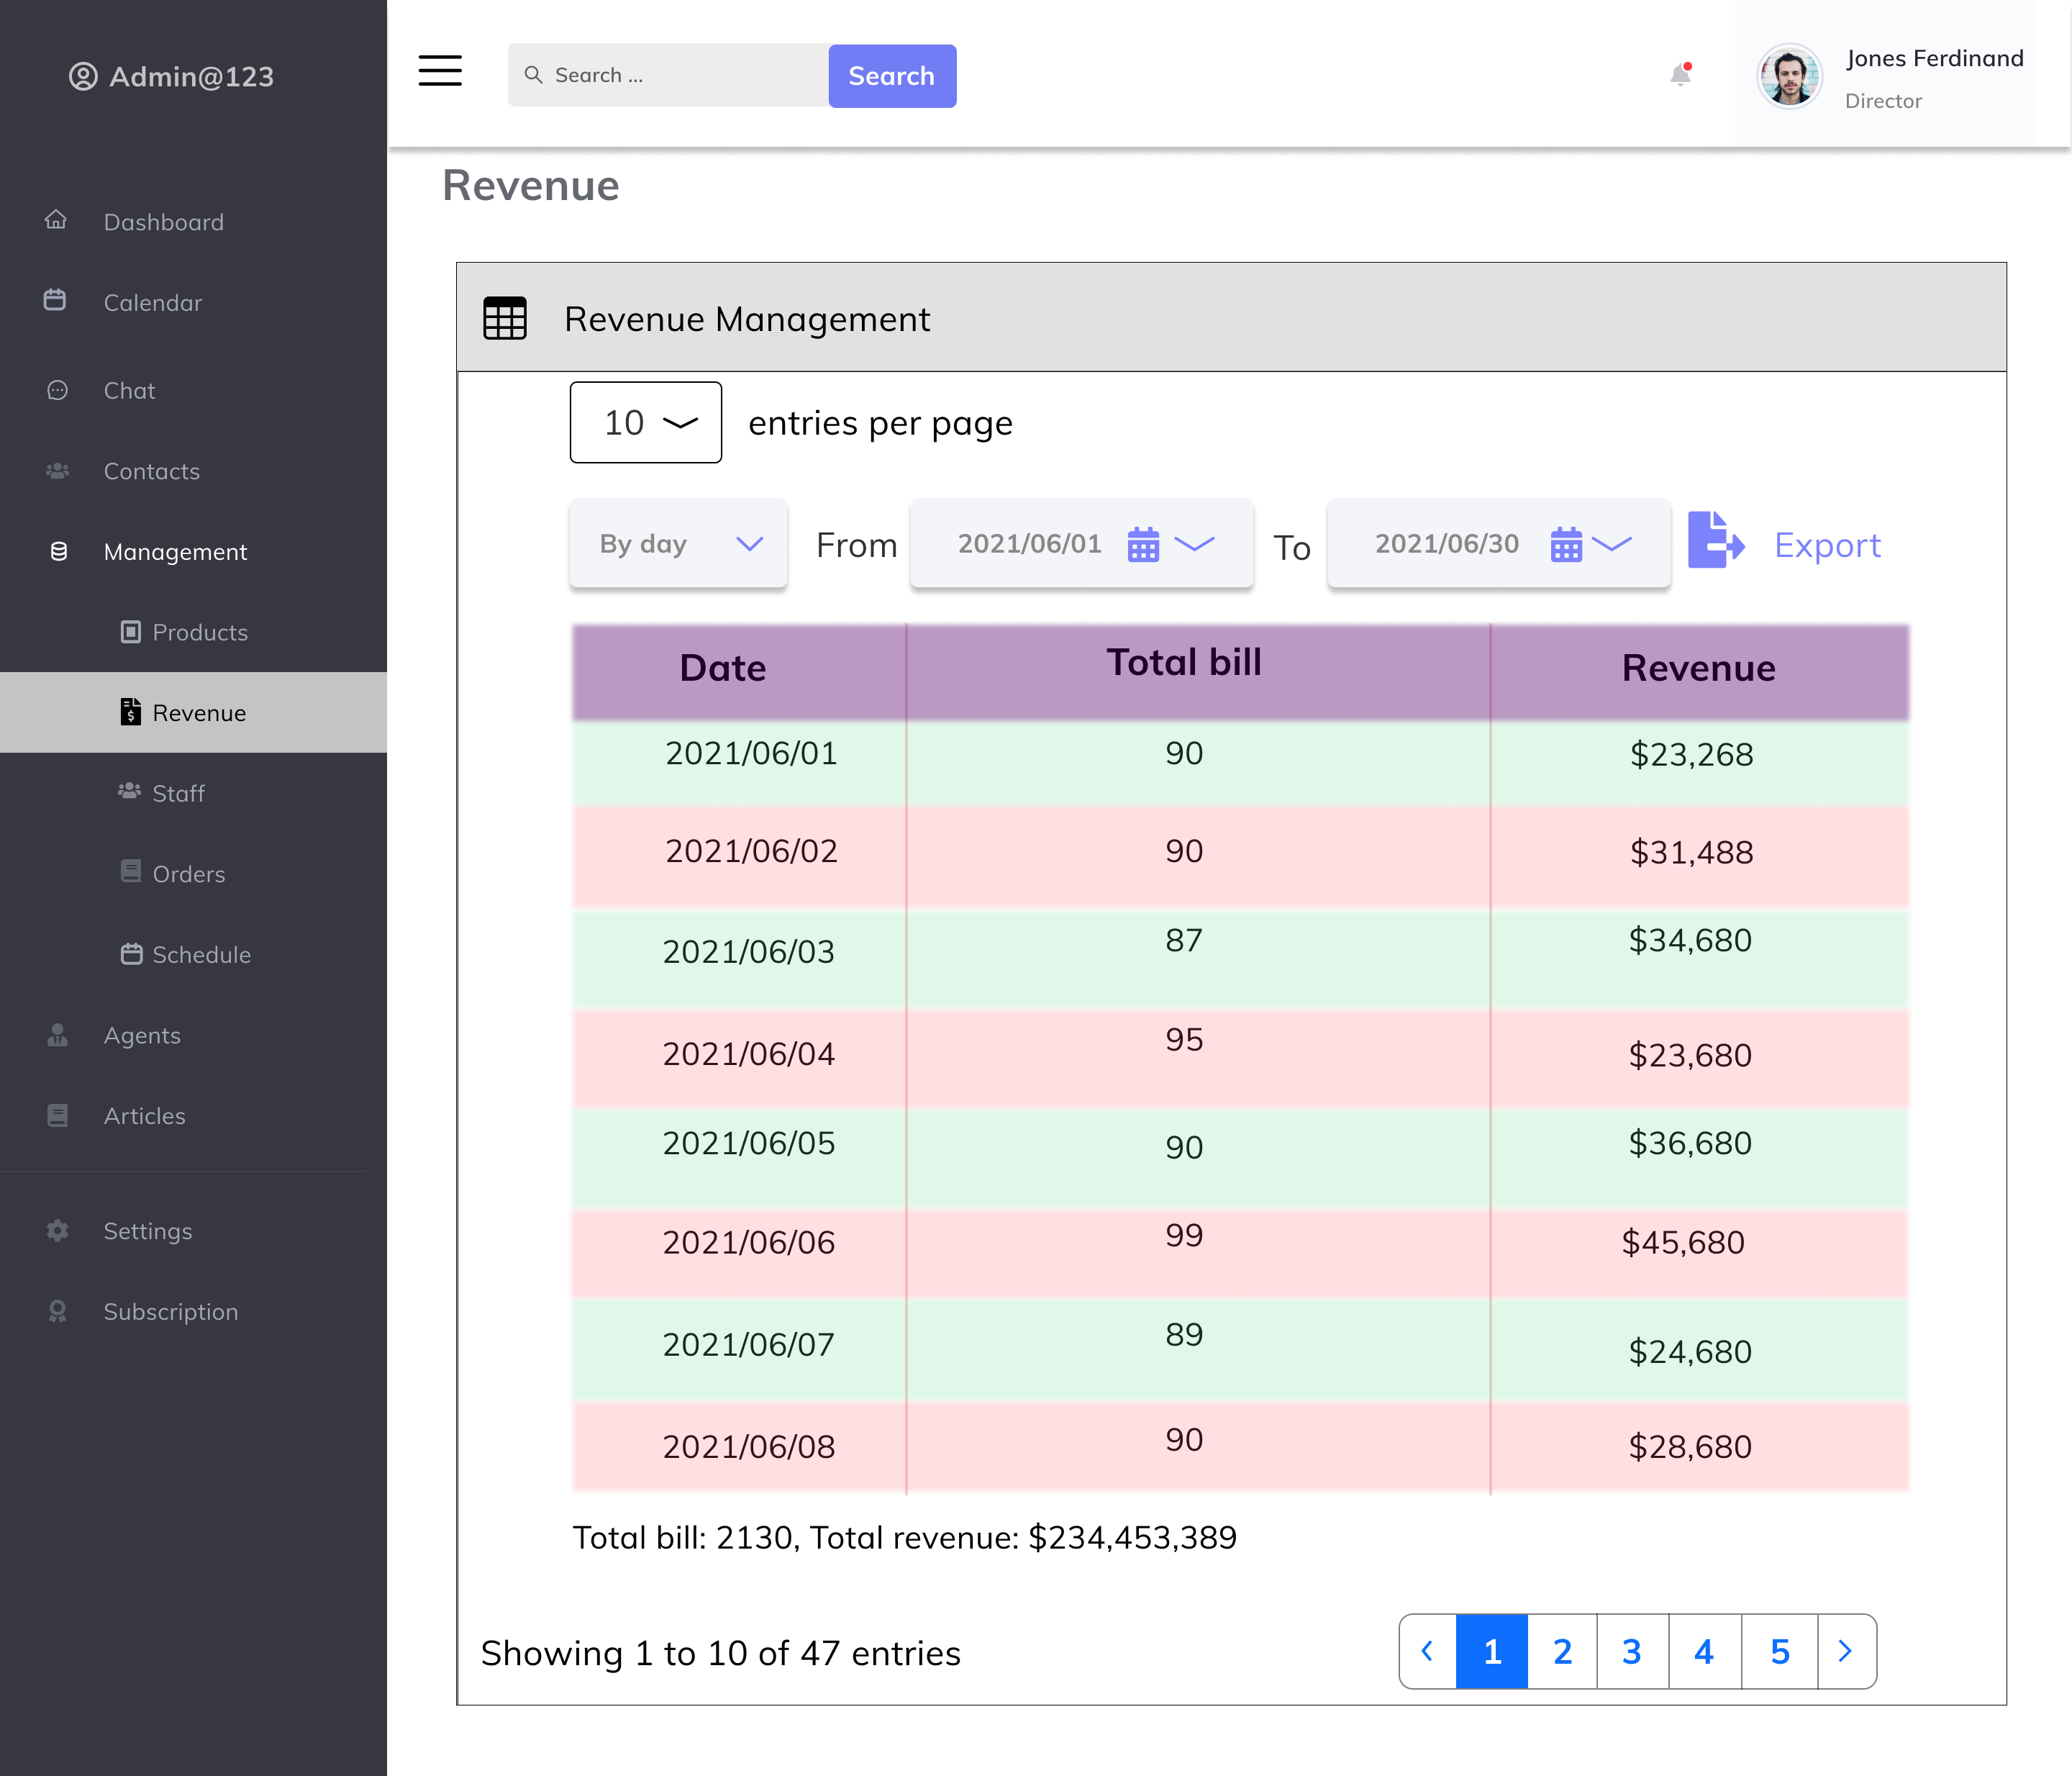 Admin@123
Dashboard
Calendar
Chat
Contacts
Management
Products
Revenue
Staff
Orders
Schedule
Agents
Articles
Settings
Subscription
Search ...
Search
Jones Ferdinand
Director
Revenue
Revenue Management
10 entries per page
By day From 2021/06/01 To 2021/06/30 Export
Date Total bill Revenue
2021/06/01 90 $23,268
2021/06/02 90 $31,488
2021/06/03 87 $34,680
2021/06/04 95 $23,680
2021/06/05 90 $36,680
2021/06/06 99 $45,680
2021/06/07 89 $24,680
2021/06/08 90 $28,680
Total bill: 2130, Total revenue: $234,453,389
Showing 1 to 10 of 47 entries
1 2 3 4 5